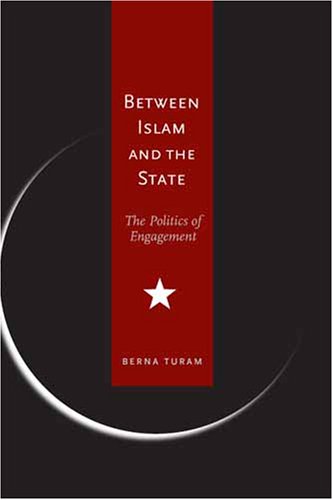 BETWEEN
ISLAM
AND THE
STATE
The Politics of
Engagement
BERNA TURAM